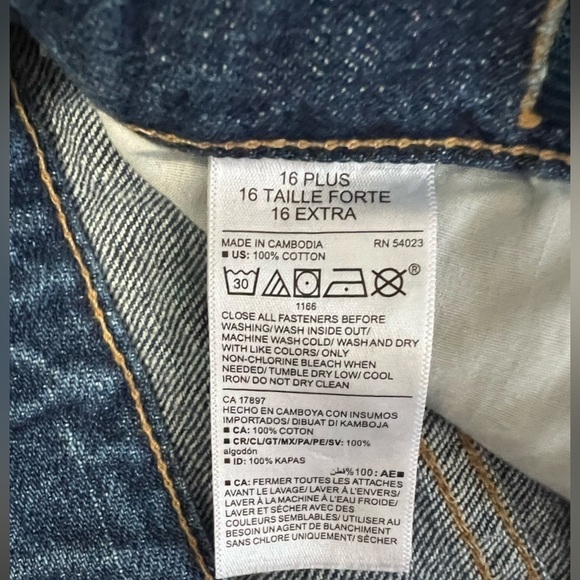 16 PLUS
16 TAILLE FORTE
16 EXTRA
MADE IN CAMBODIA RN 54023
■ US: 100% COTTON
30
®
1166
CLOSE ALL FASTENERS BEFORE
WASHING/WASH INSIDE OUT/
MACHINE WASH COLD/ WASH AND DRY
WITH LIKE COLORS/ ONLY
NON-CHLORINE BLEACH WHEN
NEEDED/ TUMBLE DRY LOW/ COOL
IRON/ DO NOT DRY CLEAN
CA 17897
HECHO EN CAMBOYA CON INSUMOS
IMPORTADOS/ DIBUAT DI KAMBOJA
■ CA: 100% COTON
■ CR/CL/GT/MX/PA/PE/SV: 100%
algodón
■ ID: 100% KAPAS
■ AE: 100% قطن
■ CA: FERMER TOUTES LES ATTACHES
AVANT LE LAVAGE/ LAVER À L'ENVERS/
LAVER À LA MACHINE À L'EAU FROIDE/
LAVER ET SÉCHER AVEC DES
COULEURS SEMBLABLES/ UTILISER AU
BESOIN UN AGENT DE BLANCHIMENT
SANS CHLORE UNIQUEMENT/ SÉCHER